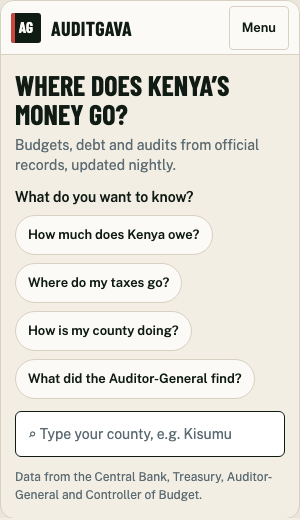 AG AUDITGAVA Menu
WHERE DOES KENYA'S
MONEY GO?
Budgets, debt and audits from official
records, updated nightly.
What do you want to know?
How much does Kenya owe?
Where do my taxes go?
How is my county doing?
What did the Auditor-General find?
⌕ Type your county, e.g. Kisumu
Data from the Central Bank, Treasury, Auditor-
General and Controller of Budget.